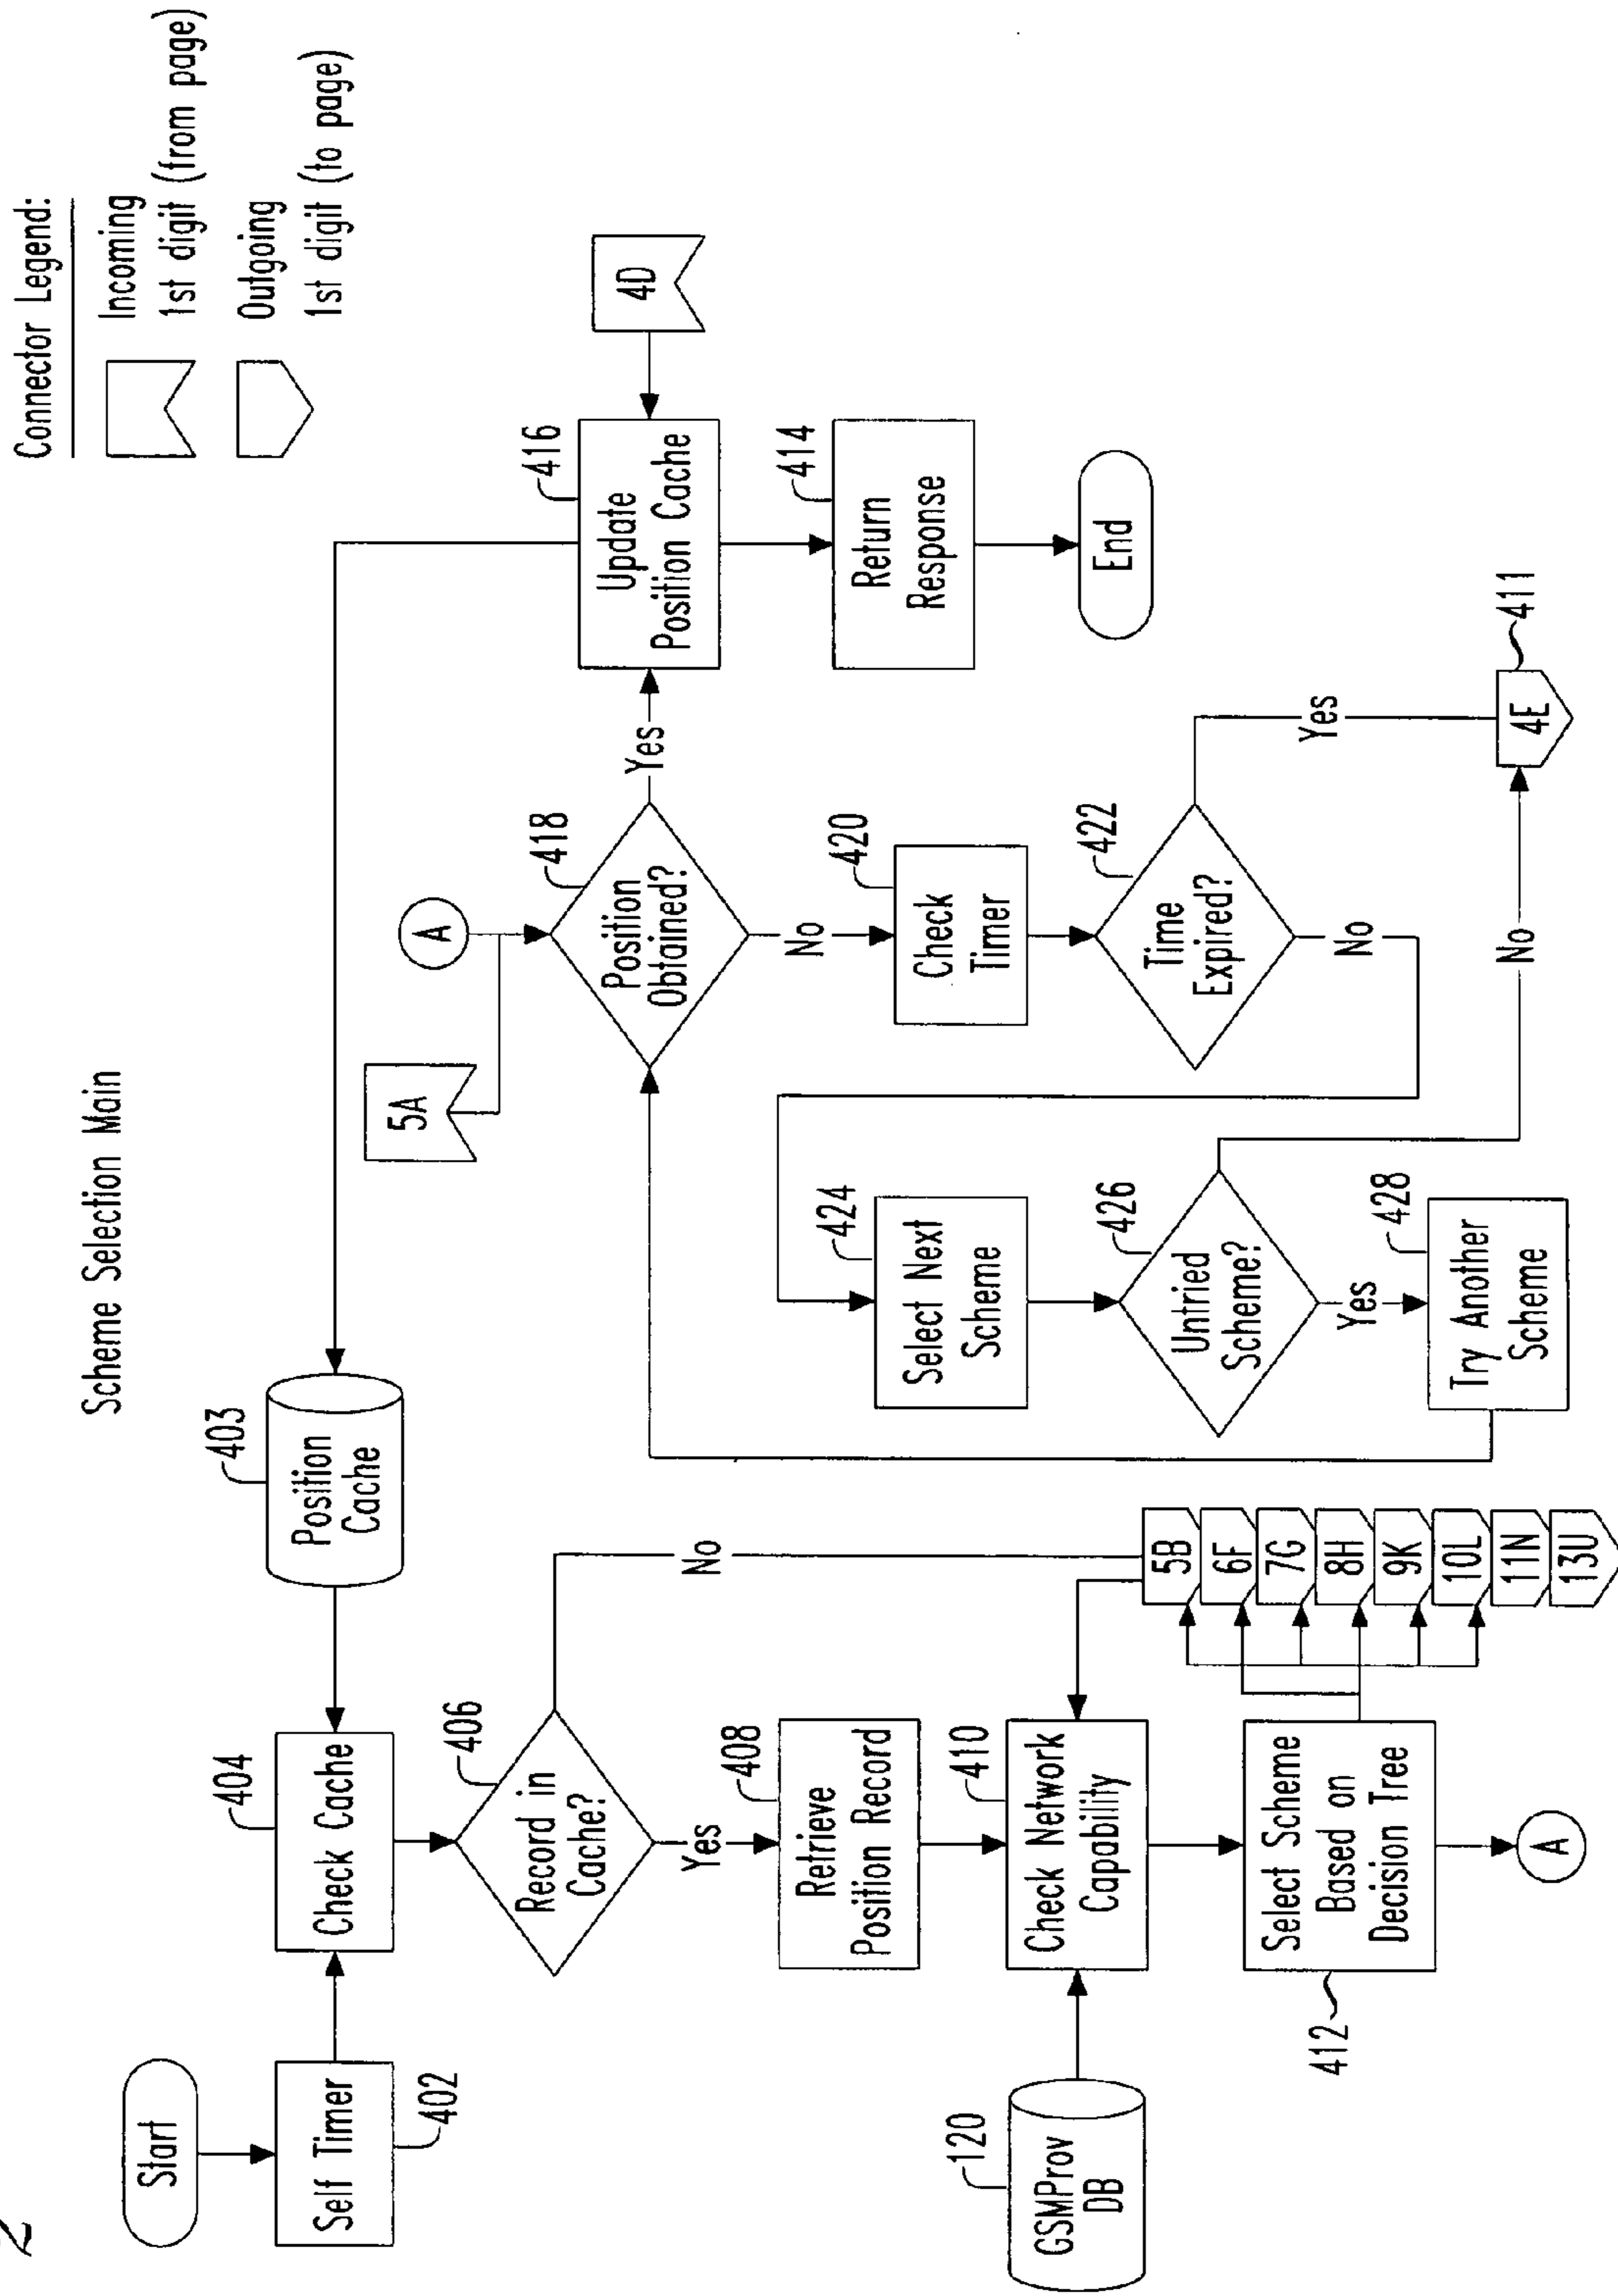 2
Scheme Selection Main
Connector Legend:
Incoming
1st digit (from page)
Outgoing
1st digit (to page)
Start
Self Timer
402
404
Check Cache
403
Position
Cache
406
Record in
Cache?
No
Yes
408
Retrieve
Position Record
120
GSMProv
DB
410
Check Network
Capability
412
Select Scheme
Based on
Decision Tree
A
5B
6F
7G
8H
9K
10L
11N
13U
5A
A
418
Position
Obtained?
Yes
No
416
Update
Position Cache
4D
414
Return
Response
End
420
Check
Timer
422
Time
Expired?
Yes
No
424
Select Next
Scheme
426
Untried
Scheme?
No
Yes
428
Try Another
Scheme
4E
411